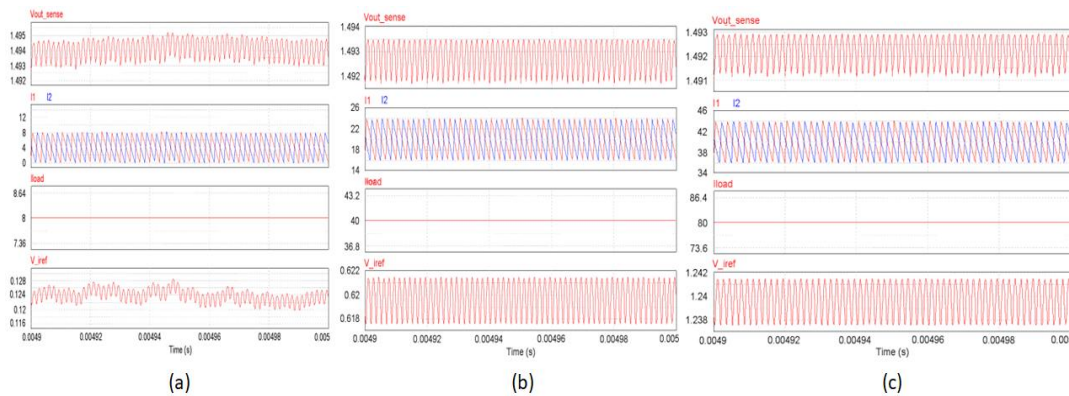 Vout_sense
1.495
1.494
1.493
1.492
I1 I2
12
8
4
0
Iload
8.64
8
7.36
V_iref
0.128
0.124
0.12
0.116
0.0049 0.00492 0.00494 0.00496 0.00498 0.005
Time (s)
(a)
Vout_sense
1.494
1.493
1.492
I1 I2
26
22
18
14
Iload
43.2
40
36.8
V_iref
0.622
0.62
0.618
0.0049 0.00492 0.00494 0.00496 0.00498 0.005
Time (s)
(b)
Vout_sense
1.493
1.492
1.491
I1 I2
46
42
38
34
Iload
86.4
80
73.6
V_iref
1.242
1.24
1.238
0.0049 0.00492 0.00494 0.00496 0.00498 0.00
Time (s)
(c)